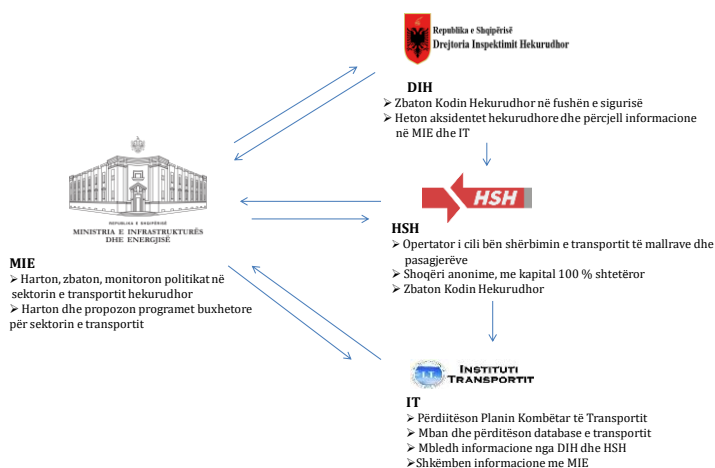 Republika e Shqipërisë
Drejtoria Inspektimit Hekurudhor
DIH
➢ Zbaton Kodin Hekurudhor në fushën e sigurisë
➢ Heton aksidentet hekurudhore dhe përcjell informacione
në MIE dhe IT
REPUBLIKA E SHQIPËRISË
MINISTRIA E INFRASTRUKTURËS
DHE ENERGJISË
MIE
➢ Harton, zbaton, monitoron politikat në
sektorin e transportit hekurudhor
➢ Harton dhe propozon programet buxhetore
për sektorin e transportit
HSH
HSH
➢ Opertator i cili bën shërbimin e transportit të mallrave dhe
pasagjerëve
➢ Shoqëri anonime, me kapital 100 % shtetëror
➢ Zbaton Kodin Hekurudhor
I.T.
INSTITUTI
TRANSPORTIT
IT
➢ Përdiitëson Planin Kombëtar të Transportit
➢ Mban dhe përditëson database e transportit
➢ Mbledh informacione nga DIH dhe HSH
➢Shkëmben informacione me MIE